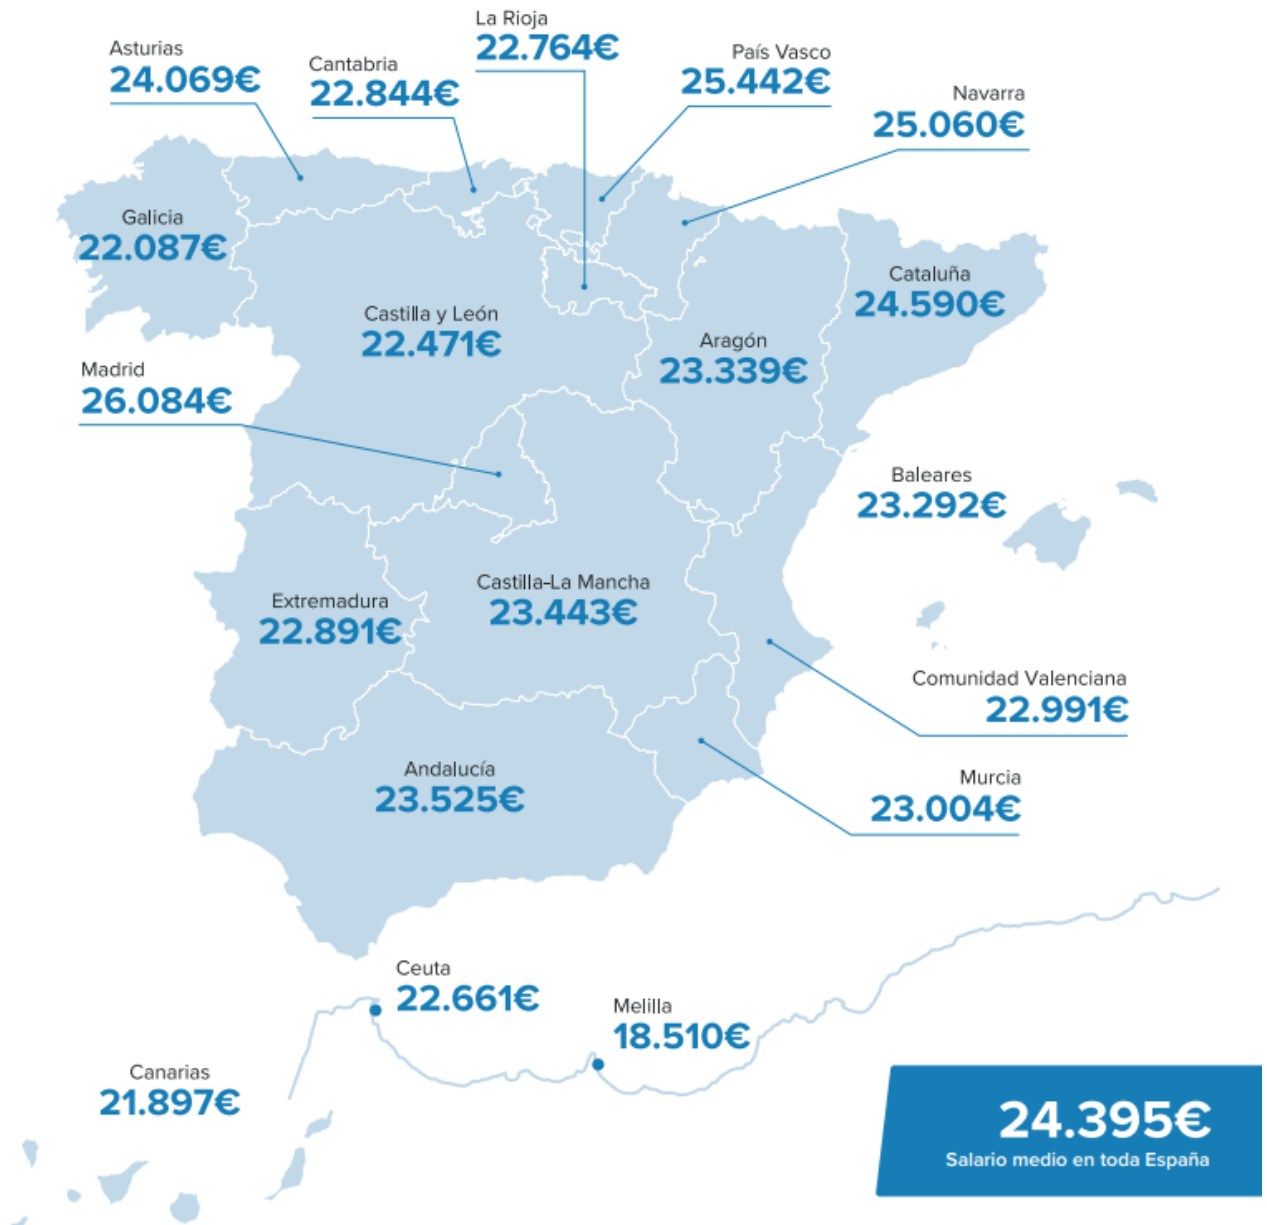 La Rioja
22.764€
Asturias
24.069€
Cantabria
22.844€
País Vasco
25.442€
Navarra
25.060€
Galicia
22.087€
Cataluña
24.590€
Castilla y León
22.471€
Aragón
23.339€
Madrid
26.084€
Baleares
23.292€
Castilla-La Mancha
23.443€
Extremadura
22.891€
Comunidad Valenciana
22.991€
Andalucía
23.525€
Murcia
23.004€
Ceuta
22.661€
Melilla
18.510€
Canarias
21.897€
24.395€
Salario medio en toda España